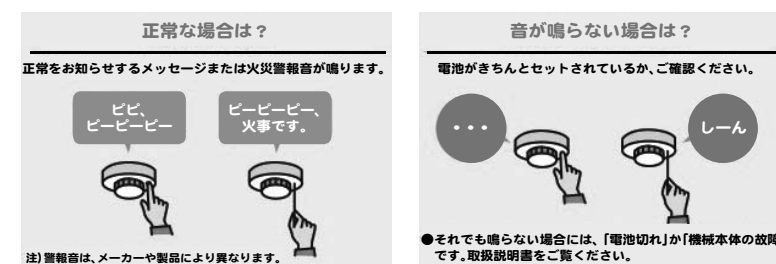 正常な場合は？
正常をお知らせするメッセージまたは火災警報音が鳴ります。
ピピ、
ピーピーピー
ピーピーピー、
火事です。
注）警報音は、メーカーや製品により異なります。
音が鳴らない場合は？
電池がきちんとセットされているか、ご確認ください。
・・・
しーん
●それでも鳴らない場合には、「電池切れ」か「機械本体の故障
です。取扱説明書をご覧ください。